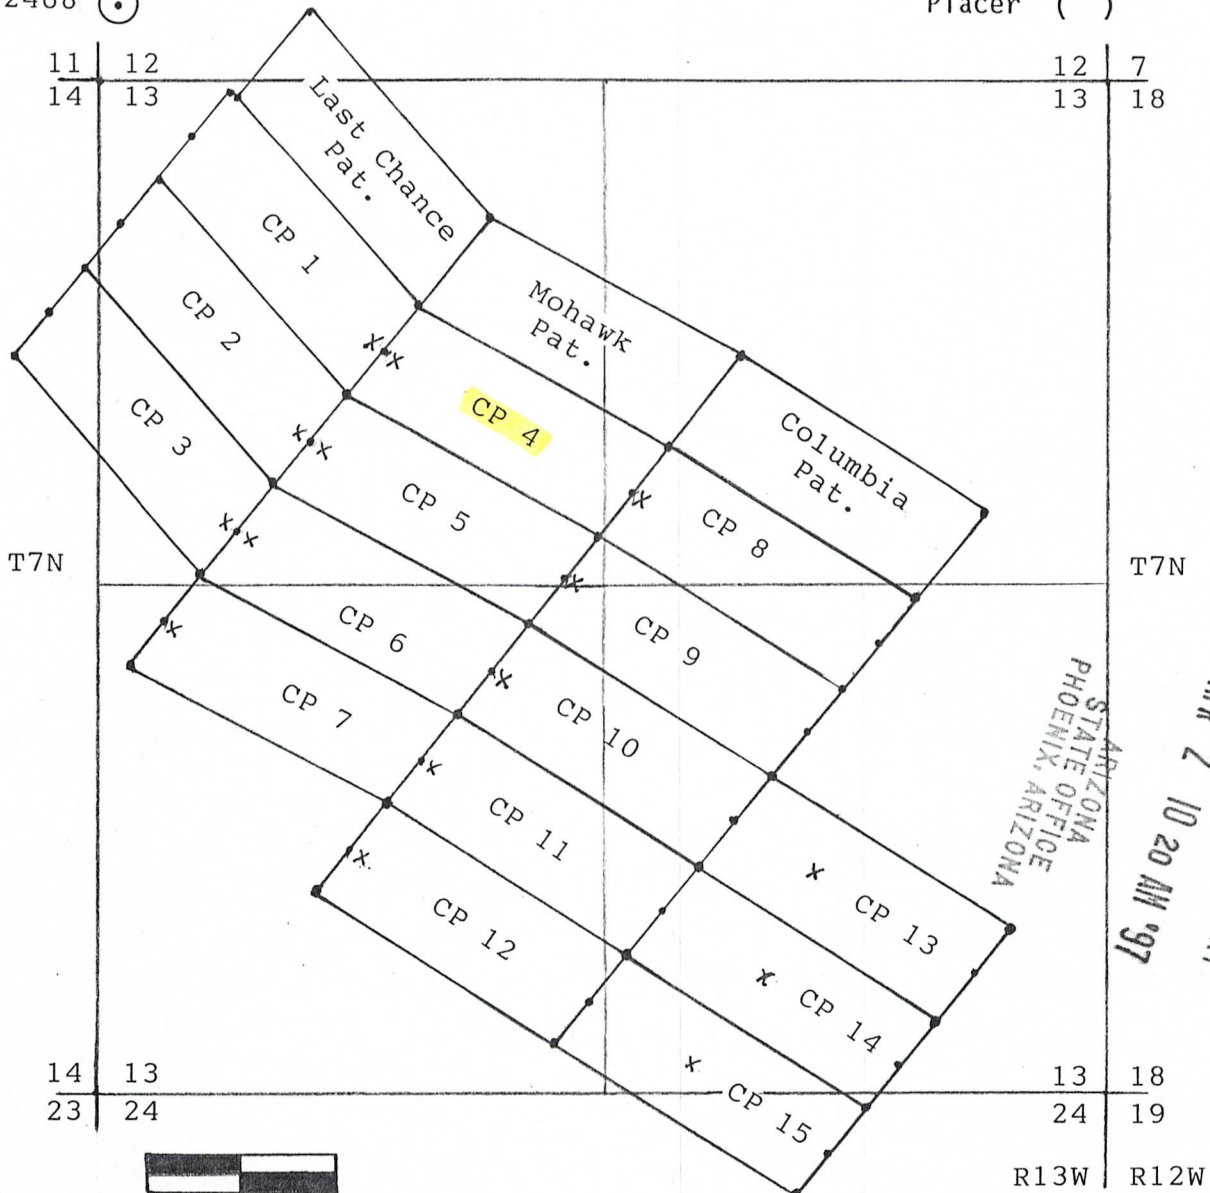 Placer ( )
11 12
12 7
14 13
13 18
Last Chance
Pat.
CP 1
Mohawk
Pat.
CP 2
CP 3
CP 4
Columbia
Pat.
CP 5
CP 8
T7N
T7N
CP 6
CP 9
CP 7
CP 10
CP 11
CP 12
CP 13
CP 14
CP 15
ARIZONA
STATE OFFICE
PHOENIX, ARIZONA
2 10 20 AM '97
14 13
13 18
23 24
24 19
R13W R12W